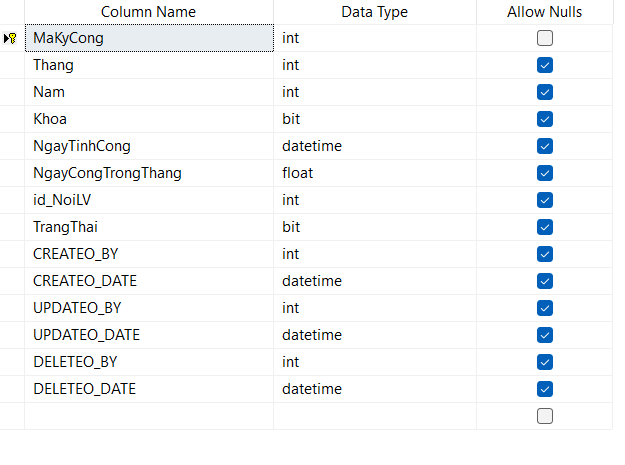 Column Name Data Type Allow Nulls
MaKyCong int
Thang int
Nam int
Khoa bit
NgayTinhCong datetime
NgayCongTrongThang float
id_NoiLV int
TrangThai bit
CREATEO_BY int
CREATEO_DATE datetime
UPDATEO_BY int
UPDATEO_DATE datetime
DELETEO_BY int
DELETEO_DATE datetime